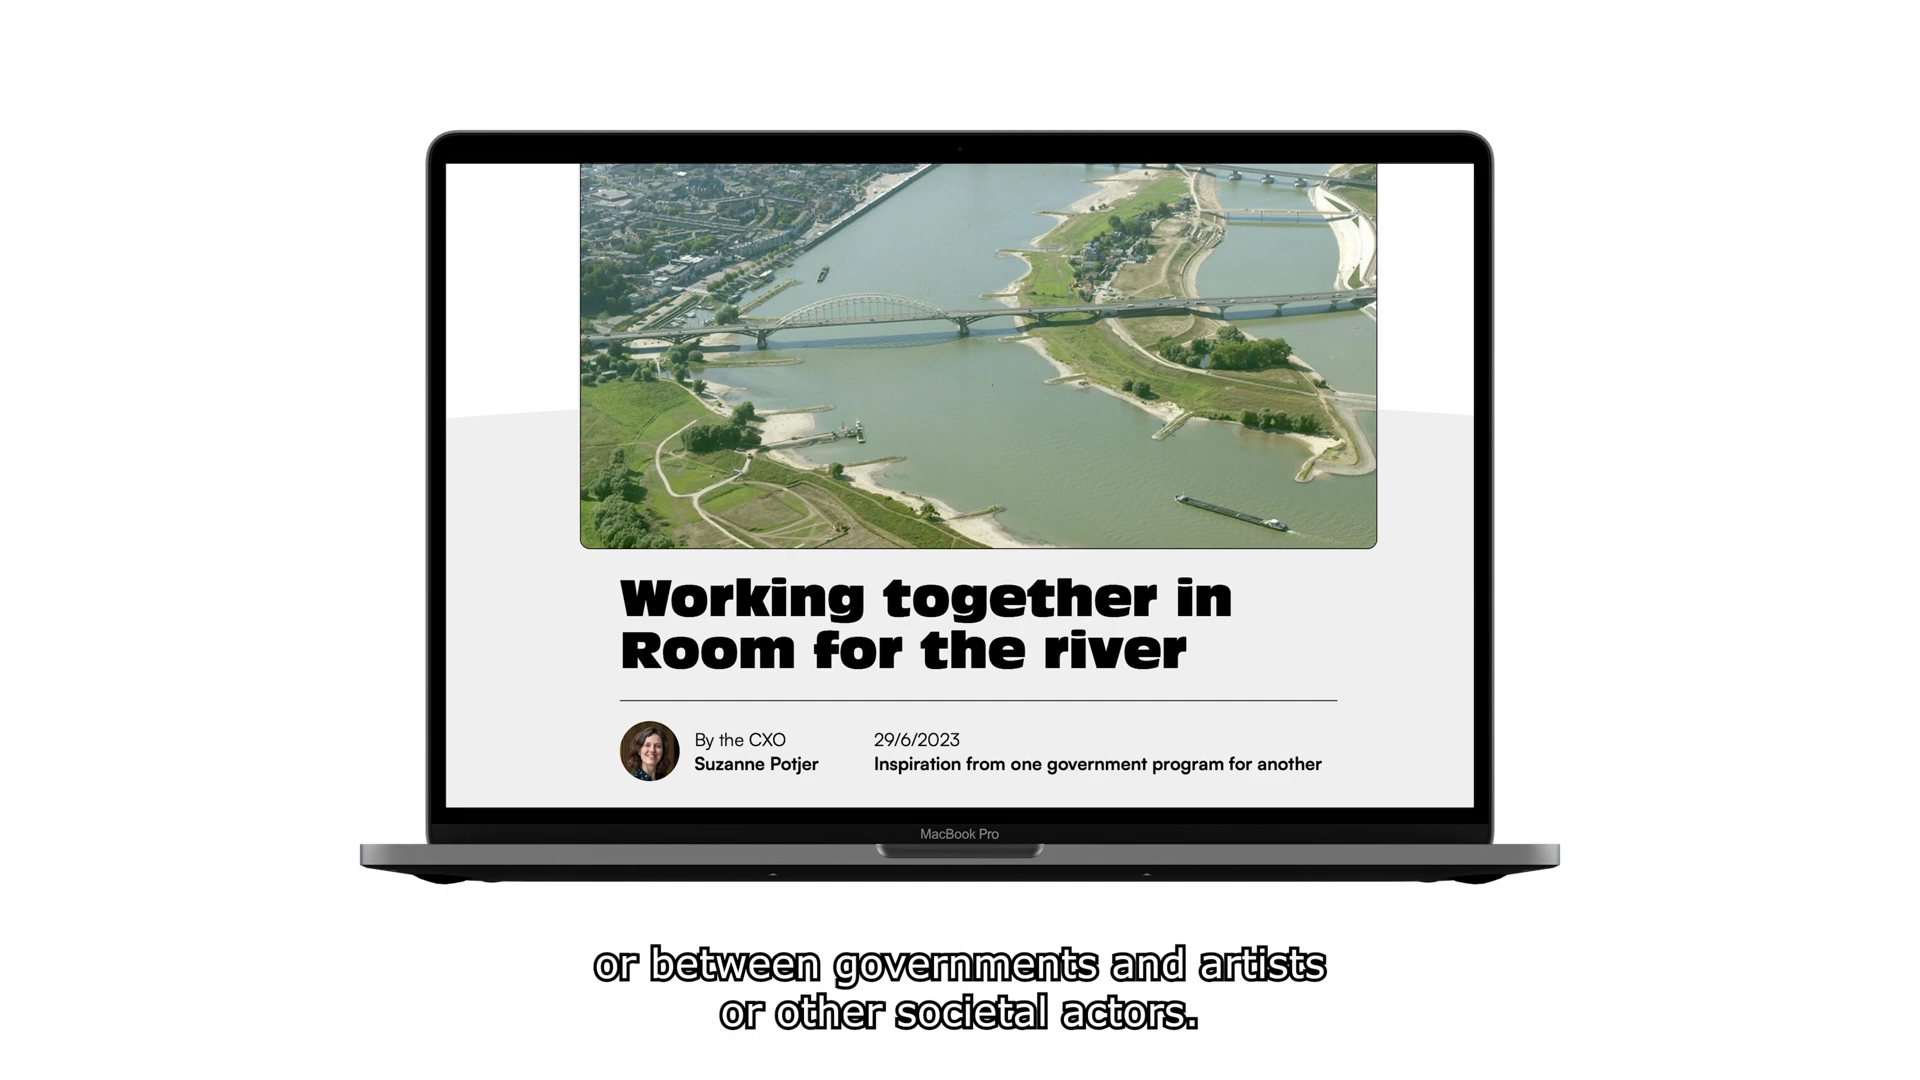 Working together in
Room for the river
By the CXO
Suzanne Potjer
29/6/2023
Inspiration from one government program for another
MacBook Pro
or between governments and artists
or other societal actors.